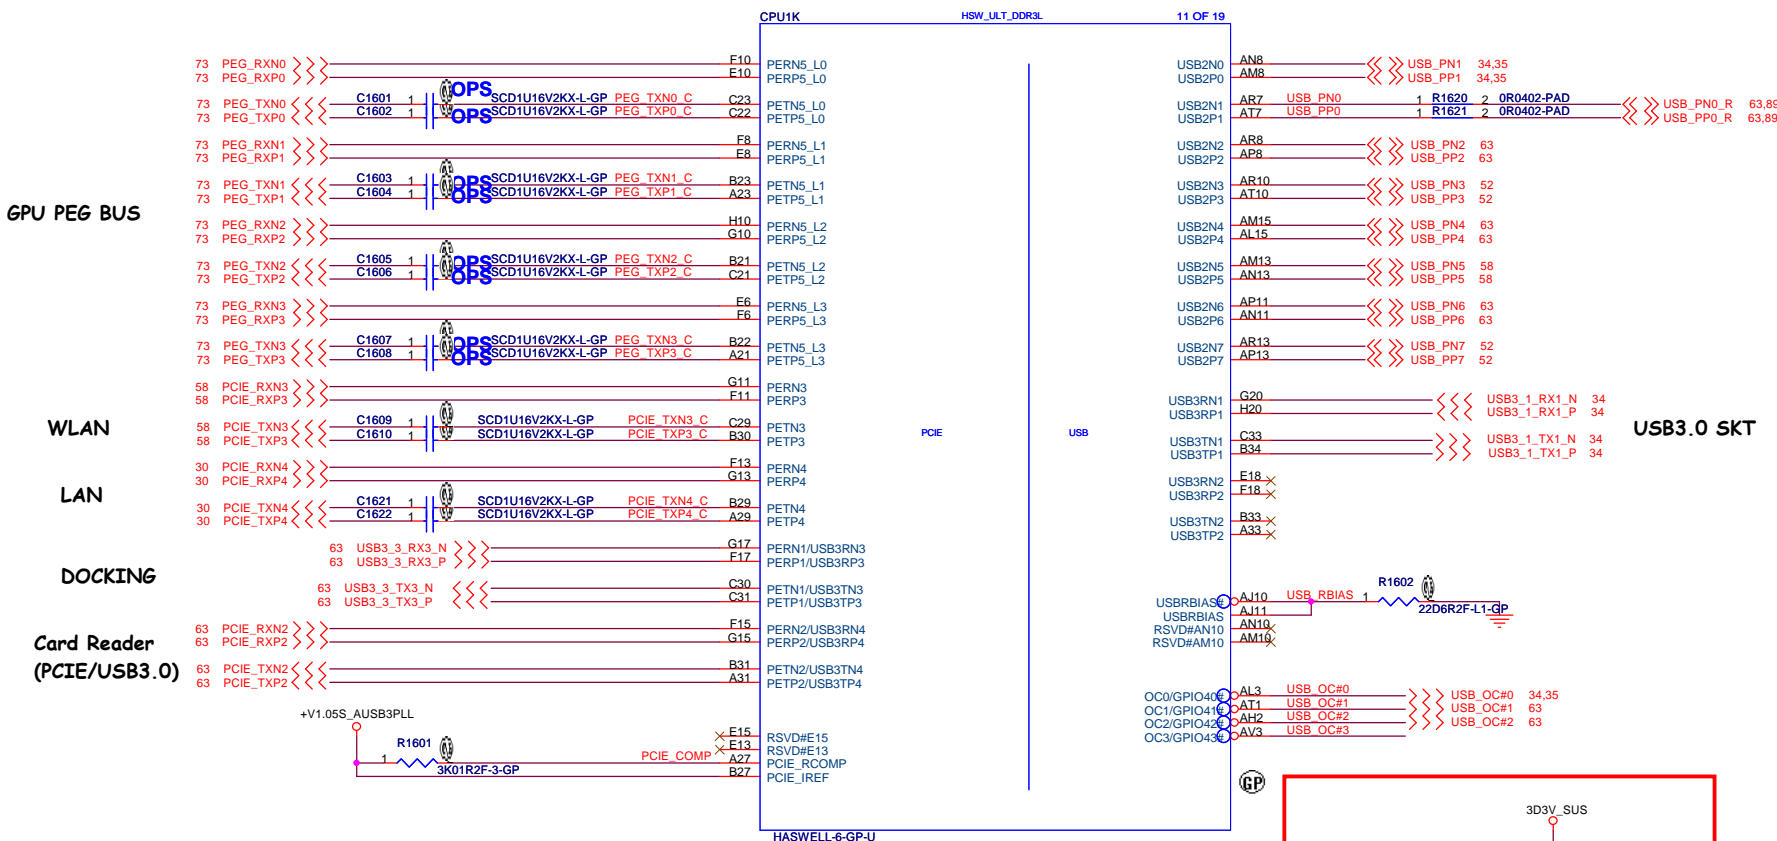 CPU1K HSW_ULT_DDR3L 11 OF 19
73 PEG_RXN0 F10 PERN5_L0
73 PEG_RXP0 E10 PERP5_L0
73 PEG_TXN0 C1601 1 OPS SCD1U16V2KX-L-GP PEG_TXN0_C C23 PETN5_L0
73 PEG_TXP0 C1602 1 OPS SCD1U16V2KX-L-GP PEG_TXP0_C C22 PETP5_L0
73 PEG_RXN1 F8 PERN5_L1
73 PEG_RXP1 E8 PERP5_L1
73 PEG_TXN1 C1603 1 OPS SCD1U16V2KX-L-GP PEG_TXN1_C B23 PETN5_L1
73 PEG_TXP1 C1604 1 OPS SCD1U16V2KX-L-GP PEG_TXP1_C A23 PETP5_L1
GPU PEG BUS
73 PEG_RXN2 H10 PERN5_L2
73 PEG_RXP2 G10 PERP5_L2
73 PEG_TXN2 C1605 1 OPS SCD1U16V2KX-L-GP PEG_TXN2_C B21 PETN5_L2
73 PEG_TXP2 C1606 1 OPS SCD1U16V2KX-L-GP PEG_TXP2_C C21 PETP5_L2
73 PEG_RXN3 E6 PERN5_L3
73 PEG_RXP3 F6 PERP5_L3
73 PEG_TXN3 C1607 1 OPS SCD1U16V2KX-L-GP PEG_TXN3_C B22 PETN5_L3
73 PEG_TXP3 C1608 1 OPS SCD1U16V2KX-L-GP PEG_TXP3_C A21 PETP5_L3
58 PCIE_RXN3 G11 PERN3
58 PCIE_RXP3 F11 PERP3
WLAN
58 PCIE_TXN3 C1609 1 SCD1U16V2KX-L-GP PCIE_TXN3_C C29 PETN3
58 PCIE_TXP3 C1610 1 SCD1U16V2KX-L-GP PCIE_TXP3_C B30 PETP3
30 PCIE_RXN4 F13 PERN4
30 PCIE_RXP4 G13 PERP4
LAN
30 PCIE_TXN4 C1621 1 SCD1U16V2KX-L-GP PCIE_TXN4_C B29 PETN4
30 PCIE_TXP4 C1622 1 SCD1U16V2KX-L-GP PCIE_TXP4_C A29 PETP4
63 USB3_3_RX3_N G17 PERN1/USB3RN3
63 USB3_3_RX3_P F17 PERP1/USB3RP3
DOCKING
63 USB3_3_TX3_N C30 PETN1/USB3TN3
63 USB3_3_TX3_P C31 PETP1/USB3TP3
63 PCIE_RXN2 F15 PERN2/USB3RN4
63 PCIE_RXP2 G15 PERP2/USB3RP4
Card Reader
(PCIE/USB3.0)
63 PCIE_TXN2 B31 PETN2/USB3TN4
63 PCIE_TXP2 A31 PETP2/USB3TP4
+V1.05S_AUSB3PLL
E15 RSVD#E15
E13 RSVD#E13
R1601 1 3K01R2F-3-GP PCIE_COMP A27 PCIE_RCOMP
B27 PCIE_IREF
PCIE USB
USB2N0 AN8 USB_PN1 34,35
USB2P0 AM8 USB_PP1 34,35
USB2N1 AR7 USB_PN0 1 R1620 2 0R0402-PAD USB_PN0_R 63,89
USB2P1 AT7 USB_PP0 1 R1621 2 0R0402-PAD USB_PP0_R 63,89
USB2N2 AR8 USB_PN2 63
USB2P2 AP8 USB_PP2 63
USB2N3 AR10 USB_PN3 52
USB2P3 AT10 USB_PP3 52
USB2N4 AM15 USB_PN4 63
USB2P4 AL15 USB_PP4 63
USB2N5 AM13 USB_PN5 58
USB2P5 AN13 USB_PP5 58
USB2N6 AP11 USB_PN6 63
USB2P6 AN11 USB_PP6 63
USB2N7 AR13 USB_PN7 52
USB2P7 AP13 USB_PP7 52
USB3RN1 G20 USB3_1_RX1_N 34
USB3RP1 H20 USB3_1_RX1_P 34
USB3.0 SKT
USB3TN1 C33 USB3_1_TX1_N 34
USB3TP1 B34 USB3_1_TX1_P 34
USB3RN2 E18
USB3RP2 F18
USB3TN2 B33
USB3TP2 A33
USBRBIAS# AJ10 USB_RBIAS 1 R1602 22D6R2F-L1-GP
USBRBIAS AJ11
RSVD#AN10 AN10
RSVD#AM10 AM10
OC0/GPIO40# AL3 USB_OC#0 USB_OC#0 34,35
OC1/GPIO41# AT1 USB_OC#1 USB_OC#1 63
OC2/GPIO42# AH2 USB_OC#2 USB_OC#2 63
OC3/GPIO43# AV3 USB_OC#3
GP
3D3V_SUS
HASWELL-6-GP-U